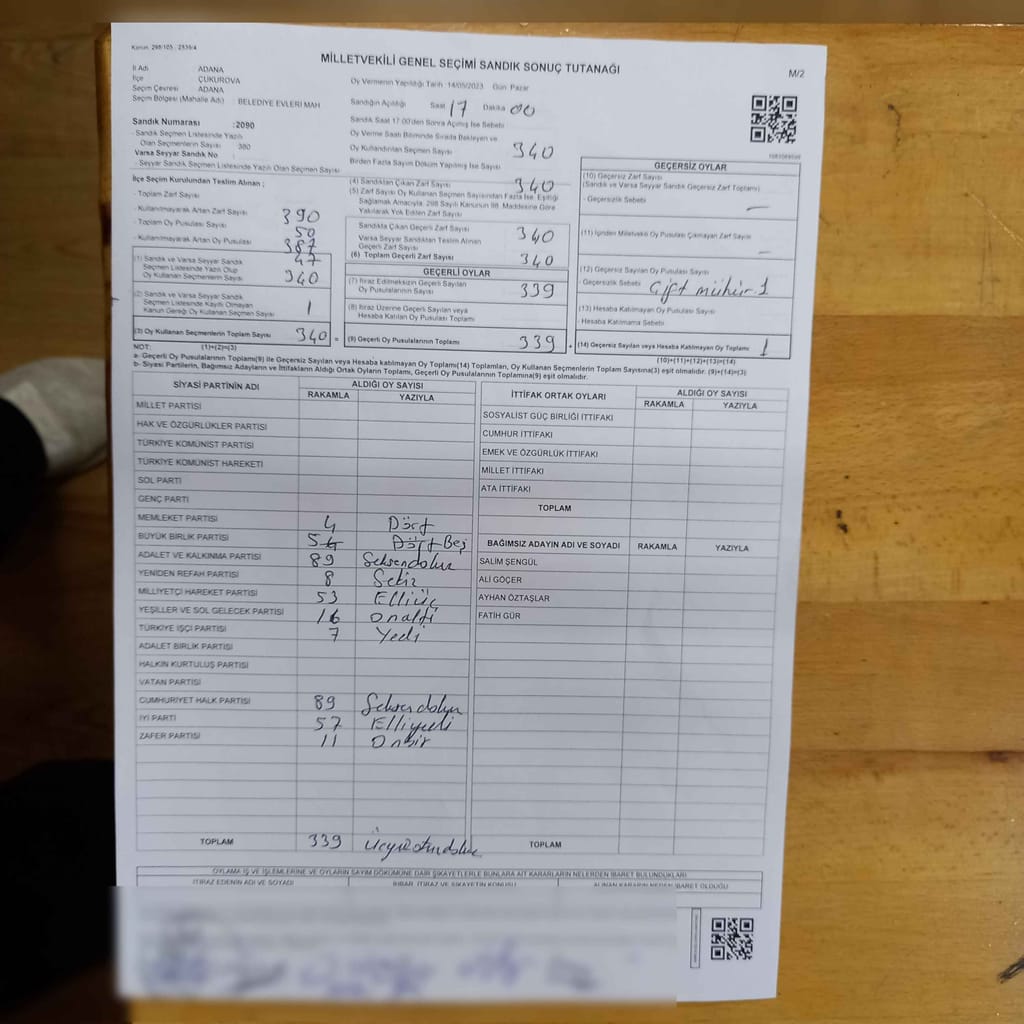 Kanun: 298/105 - 2839/4
MİLLETVEKİLİ GENEL SEÇİMİ SANDIK SONUÇ TUTANAĞI
M/2
İl Adı ADANA
İlçe ÇUKUROVA
Seçim Çevresi ADANA
Seçim Bölgesi (Mahalle Adı) : BELEDİYE EVLERİ MAH
Sandık Numarası :2090
- Sandık Seçmen Listesinde Yazılı
Olan Seçmenlerin Sayısı 380
Varsa Seyyar Sandık No :
- Seyyar Sandık Seçmen Listesinde Yazılı Olan Seçmen Sayısı
İlçe Seçim Kurulundan Teslim Alınan ;
- Toplam Zarf Sayısı 390
- Kullanılmayarak Artan Zarf Sayısı 50
- Toplam Oy Pusulası Sayısı 387
- Kullanılmayarak Artan Oy Pusulası 47
(1) Sandık ve Varsa Seyyar Sandık
Seçmen Listesinde Yazılı Olup
Oy Kullanan Seçmenlerin Sayısı 340
(2) Sandık ve Varsa Seyyar Sandık
Seçmen Listesinde Kayıtlı Olmayan
Kanun Gereği Oy Kullanan Seçmen Sayısı 1
(3) Oy Kullanan Seçmenlerin Toplam Sayısı 340 =
NOT: (1)+(2)=(3)
Oy Vermenin Yapıldığı Tarih :14/05/2023 Gün Pazar
Sandığın Açıldığı Saat 17 Dakika 00
Sandık Saat 17:00'den Sonra Açılmış İse Sebebi
Oy Verme Saati Bitiminde Sırada Bekleyen ve
Oy Kullandırılan Seçmen Sayısı 340
Birden Fazla Sayım Döküm Yapılmış İse Sayısı
(4) Sandıktan Çıkan Zarf Sayısı 340
(5) Zarf Sayısı Oy Kullanan Seçmen Sayısından Fazla İse, Eşitliği
Sağlamak Amacıyla, 298 Sayılı Kanunun 98. Maddesine Göre
Yakılarak Yok Edilen Zarf Sayısı
Sandıkta Çıkan Geçerli Zarf Sayısı 340
Varsa Seyyar Sandıktan Teslim Alınan
Geçerli Zarf Sayısı
(6) Toplam Geçerli Zarf Sayısı 340
GEÇERLİ OYLAR
(7) İtiraz Edilmeksizin Geçerli Sayılan
Oy Pusulalarının Sayısı 339
(8) İtiraz Üzerine Geçerli Sayılan veya
Hesaba Katılan Oy Pusulası Toplamı
(9) Geçerli Oy Pusulalarının Toplamı 339 +
GEÇERSİZ OYLAR
(10) Geçersiz Zarf Sayısı
(Sandık ve Varsa Seyyar Sandık Geçersiz Zarf Toplamı)
- Geçersizlik Sebebi —
(11) İçinden Milletvekili Oy Pusulası Çıkmayan Zarf Sayısı
—
(12) Geçersiz Sayılan Oy Pusulası Sayısı
- Geçersizlik Sebebi Çift mühür 1
(13) Hesaba Katılmayan Oy Pusulası Sayısı
- Hesaba Katılmama Sebebi
(14) Geçersiz Sayılan veya Hesaba Katılmayan Oy Toplamı 1
(10)+(11)+(12)+(13)=(14)
a- Geçerli Oy Pusulalarının Toplamı(9) ile Geçersiz Sayılan veya Hesaba katılmayan Oy Toplamı(14) Toplamları, Oy Kullanan Seçmenlerin Toplam Sayısına(3) eşit olmalıdır. (9)+(14)=(3)
b- Siyasi Partilerin, Bağımsız Adayların ve İttifakların Aldığı Ortak Oyların Toplamı, Geçerli Oy Pusulalarının Toplamına(9) eşit olmalıdır.
SİYASİ PARTİNİN ADI ALDIĞI OY SAYISI
RAKAMLA YAZIYLA
MİLLET PARTİSİ
HAK VE ÖZGÜRLÜKLER PARTİSİ
TÜRKİYE KOMÜNİST PARTİSİ
TÜRKİYE KOMÜNİST HAREKETİ
SOL PARTİ
GENÇ PARTİ
MEMLEKET PARTİSİ 4 Dört
BÜYÜK BİRLİK PARTİSİ 5 Beş
ADALET VE KALKINMA PARTİSİ 89 Seksendokuz
YENİDEN REFAH PARTİSİ 8 Sekiz
MİLLİYETÇİ HAREKET PARTİSİ 53 Elliüç
YEŞİLLER VE SOL GELECEK PARTİSİ 16 Onaltı
TÜRKİYE İŞÇİ PARTİSİ 7 Yedi
ADALET BİRLİK PARTİSİ
HALKIN KURTULUŞ PARTİSİ
VATAN PARTİSİ
CUMHURİYET HALK PARTİSİ 89 Seksendokuz
İYİ PARTİ 57 Elliyedi
ZAFER PARTİSİ 11 Onbir
TOPLAM 339 Üçyüzotuzdokuz
İTTİFAK ORTAK OYLARI ALDIĞI OY SAYISI
RAKAMLA YAZIYLA
SOSYALİST GÜÇ BİRLİĞİ İTTİFAKI
CUMHUR İTTİFAKI
EMEK VE ÖZGÜRLÜK İTTİFAKI
MİLLET İTTİFAKI
ATA İTTİFAKI
TOPLAM
BAĞIMSIZ ADAYIN ADI VE SOYADI RAKAMLA YAZIYLA
SALİM ŞENGÜL
ALİ GÖÇER
AYHAN ÖZTAŞLAR
FATİH GÜR
TOPLAM
OYLAMA İŞ VE İŞLEMLERİNE VE OYLARIN SAYIM DÖKÜMÜNE DAİR ŞİKAYETLERLE BUNLARA AİT KARARLARIN NELERDEN İBARET BULUNDUKLARI
İTİRAZ EDENİN ADI VE SOYADI İHBAR, İTİRAZ VE ŞİKAYETİN KONUSU ALINAN KARARIN NEDEN İBARET OLDUĞU